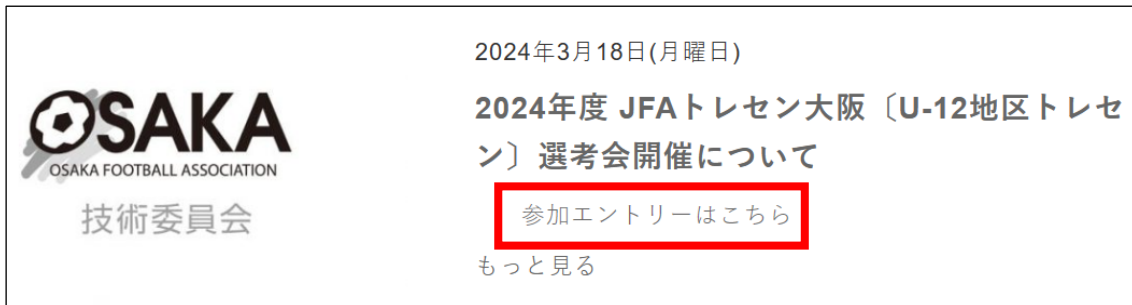 2024年3月18日(月曜日)
2024年度 JFAトレセン大阪〔U-12地区トレセ
ン〕選考会開催について
参加エントリーはこちら
もっと見る
OSAKA
OSAKA FOOTBALL ASSOCIATION
技術委員会